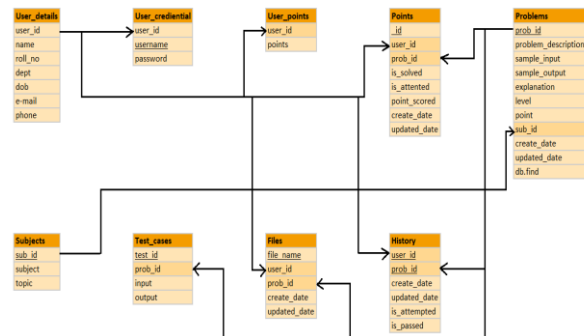 User_details
user_id
name
roll_no
dept
dob
e-mail
phone
User_crediential
user_id
username
password
User_points
user_id
points
Points
_id
user_id
prob_id
is_solved
is_attented
point_scored
create_date
updated_date
Problems
prob_id
problem_description
sample_input
sample_output
explanation
level
point
sub_id
create_date
updated_date
db.find
Subjects
sub_id
subject
topic
Test_cases
test_id
prob_id
input
output
Files
file_name
user_id
prob_id
create_date
updated_date
History
user_id
prob_id
create_date
updated_date
is_attempted
is_passed